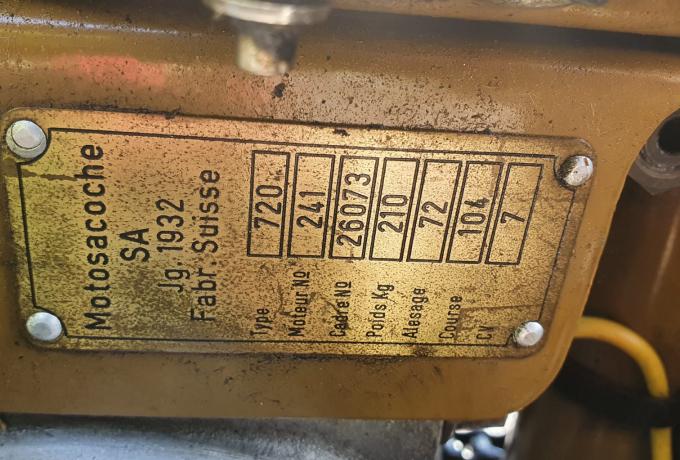 Motosacoche
SA
Jg. 1932
Fabr. Suisse
Type 720
Moteur Nº 241
Cadre Nº 26073
Poids Kg 210
Alesage 72
Course 104
CV 7